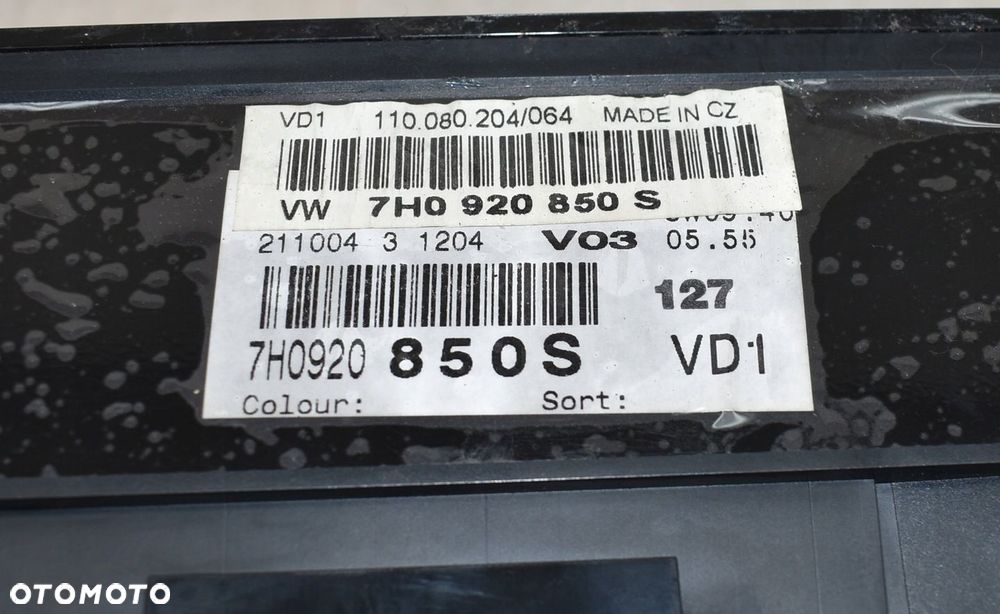 VD1 110.080.204/064 MADE IN CZ
VW 7H0 920 850 S
211004 3 1204 V03 05.55
127
7H0920 850S VD1
Colour: Sort:
OTOMOTO